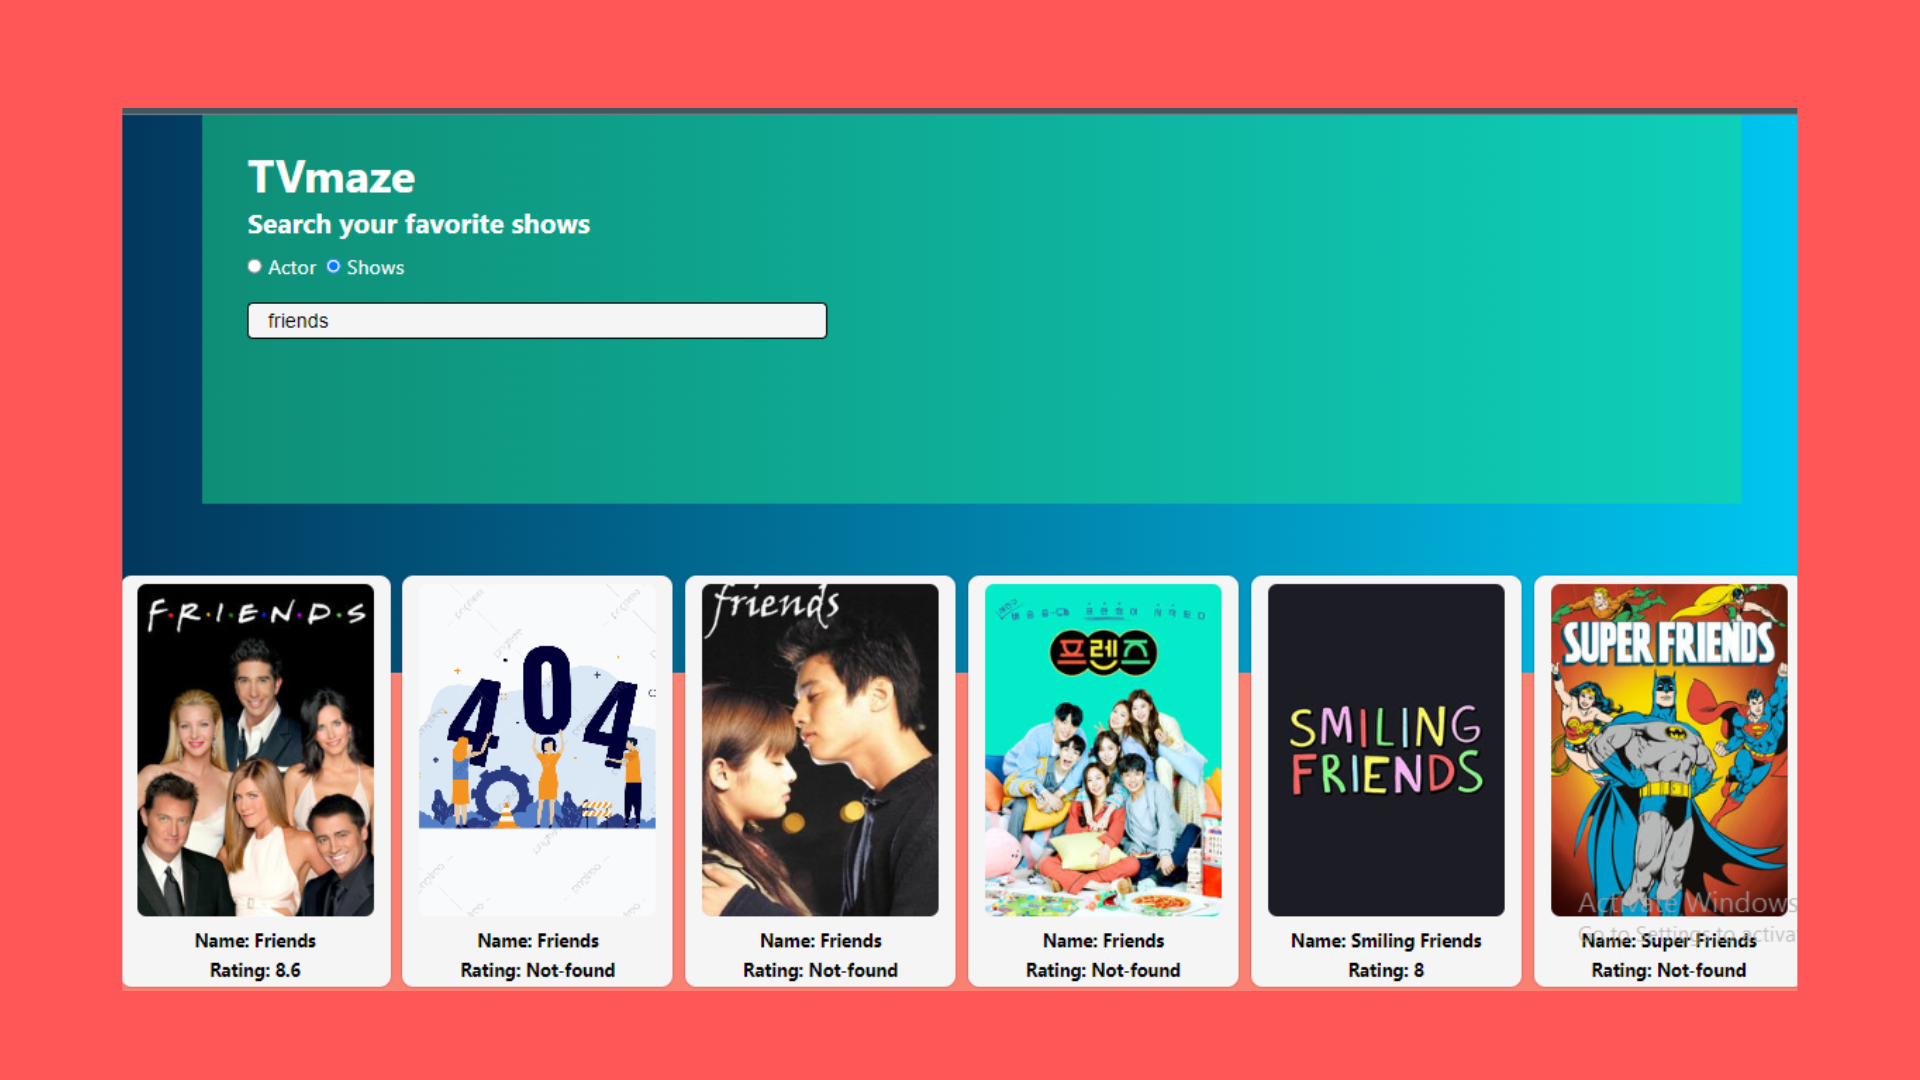 TVmaze
Search your favorite shows
Actor Shows
friends
F·R·I·E·N·D·S
404
friends
프렌즈
SMILING
FRIENDS
SUPER FRIENDS
Name: Friends
Rating: 8.6
Name: Friends
Rating: Not-found
Name: Friends
Rating: Not-found
Name: Friends
Rating: Not-found
Name: Smiling Friends
Rating: 8
Name: Super Friends
Rating: Not-found
Activate Windows
Go to Settings to activa